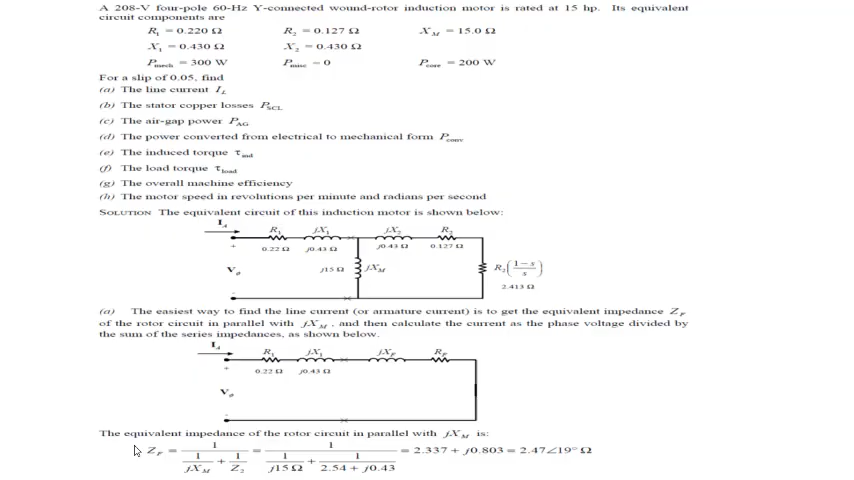 A 208-V four-pole 60-Hz Y-connected wound-rotor induction motor is rated at 15 hp. Its equivalent
circuit components are
R₁ = 0.220 Ω R₂ = 0.127 Ω X_M = 15.0 Ω
X₁ = 0.430 Ω X₂ = 0.430 Ω
P_mech = 300 W P_misc = 0 P_core = 200 W
For a slip of 0.05, find
(a) The line current I_L
(b) The stator copper losses P_SCL
(c) The air-gap power P_AG
(d) The power converted from electrical to mechanical form P_conv
(e) The induced torque τ_ind
(f) The load torque τ_load
(g) The overall machine efficiency
(h) The motor speed in revolutions per minute and radians per second
SOLUTION The equivalent circuit of this induction motor is shown below:
I_A R₁ jX₁ jX₂ R₂
+ 0.22 Ω j0.43 Ω j0.43 Ω 0.127 Ω
V_φ j15 Ω jX_M R₂((1−s)/s)
2.413 Ω
-
(a) The easiest way to find the line current (or armature current) is to get the equivalent impedance Z_F
of the rotor circuit in parallel with jX_M, and then calculate the current as the phase voltage divided by
the sum of the series impedances, as shown below.
I_A R₁ jX₁ jX_F R_F
+ 0.22 Ω j0.43 Ω
V_φ
-
The equivalent impedance of the rotor circuit in parallel with jX_M is:
Z_F = 1/(1/jX_M + 1/Z₂) = 1/(1/j15 Ω + 1/(2.54 + j0.43)) = 2.337 + j0.803 = 2.47∠19° Ω